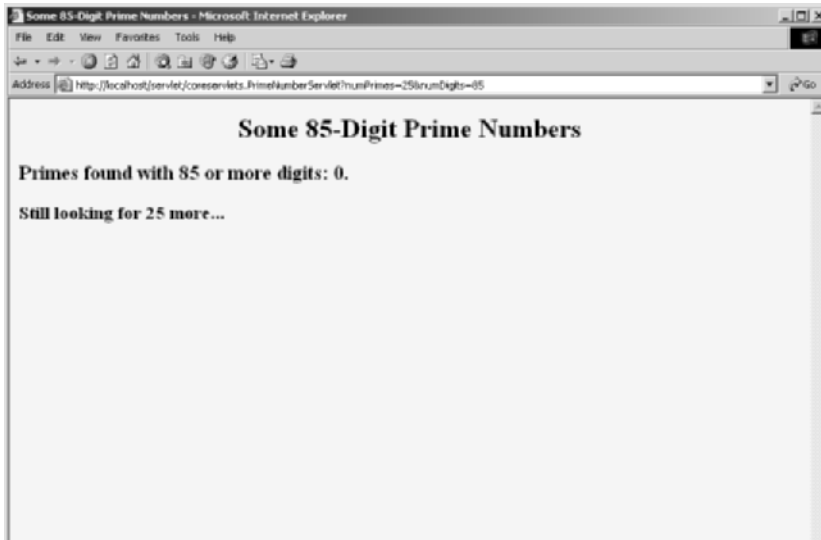 Some 85-Digit Prime Numbers - Microsoft Internet Explorer
File Edit View Favorites Tools Help
Address http://localhost/servlet/coreservlets.PrimeNumberServlet?numPrimes=25&numDigits=85 Go
Some 85-Digit Prime Numbers
Primes found with 85 or more digits: 0.
Still looking for 25 more...